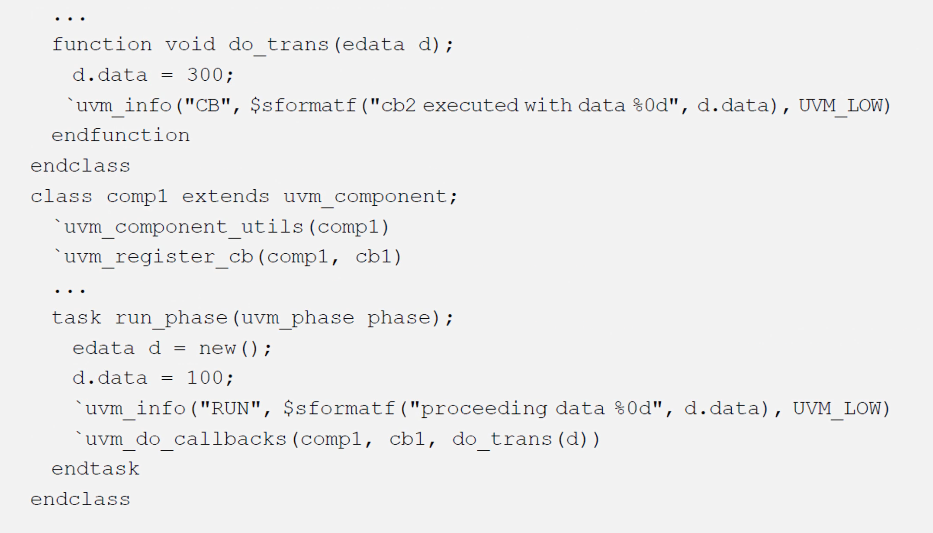 ...
function void do_trans(edata d);
d.data = 300;
`uvm_info("CB", $sformatf("cb2 executed with data %0d", d.data), UVM_LOW)
endfunction
endclass
class comp1 extends uvm_component;
`uvm_component_utils(comp1)
`uvm_register_cb(comp1, cb1)
...
task run_phase(uvm_phase phase);
edata d = new();
d.data = 100;
`uvm_info("RUN", $sformatf("proceeding data %0d", d.data), UVM_LOW)
`uvm_do_callbacks(comp1, cb1, do_trans(d))
endtask
endclass